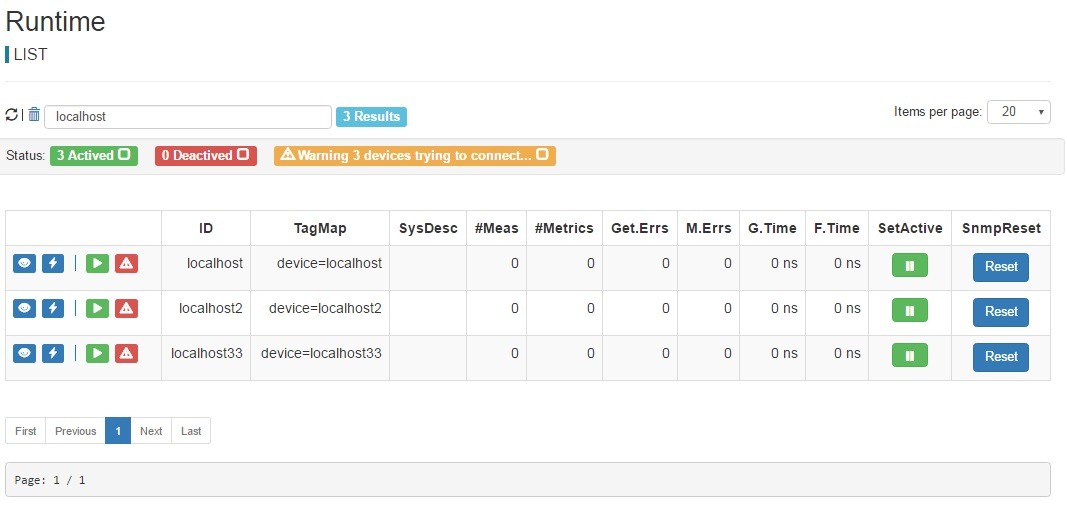 Runtime
LIST
localhost 3 Results Items per page: 20
Status: 3 Actived 0 Deactived Warning 3 devices trying to connect...
ID TagMap SysDesc #Meas #Metrics Get.Errs M.Errs G.Time F.Time SetActive SnmpReset
localhost device=localhost 0 0 0 0 0 ns 0 ns Reset
localhost2 device=localhost2 0 0 0 0 0 ns 0 ns Reset
localhost33 device=localhost33 0 0 0 0 0 ns 0 ns Reset
First Previous 1 Next Last
Page: 1 / 1